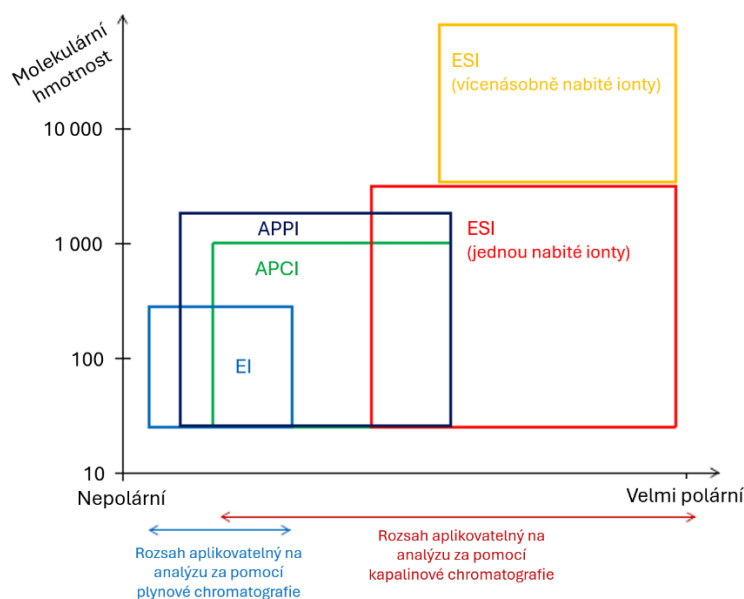 Molekulární
hmotnost
10 000
1 000
100
10
ESI
(vícenásobně nabité ionty)
APPI
APCI
ESI
(jednou nabité ionty)
EI
Nepolární
Velmi polární
Rozsah aplikovatelný na
analýzu za pomocí
plynové chromatografie
Rozsah aplikovatelný na
analýzu za pomocí
kapalinové chromatografie